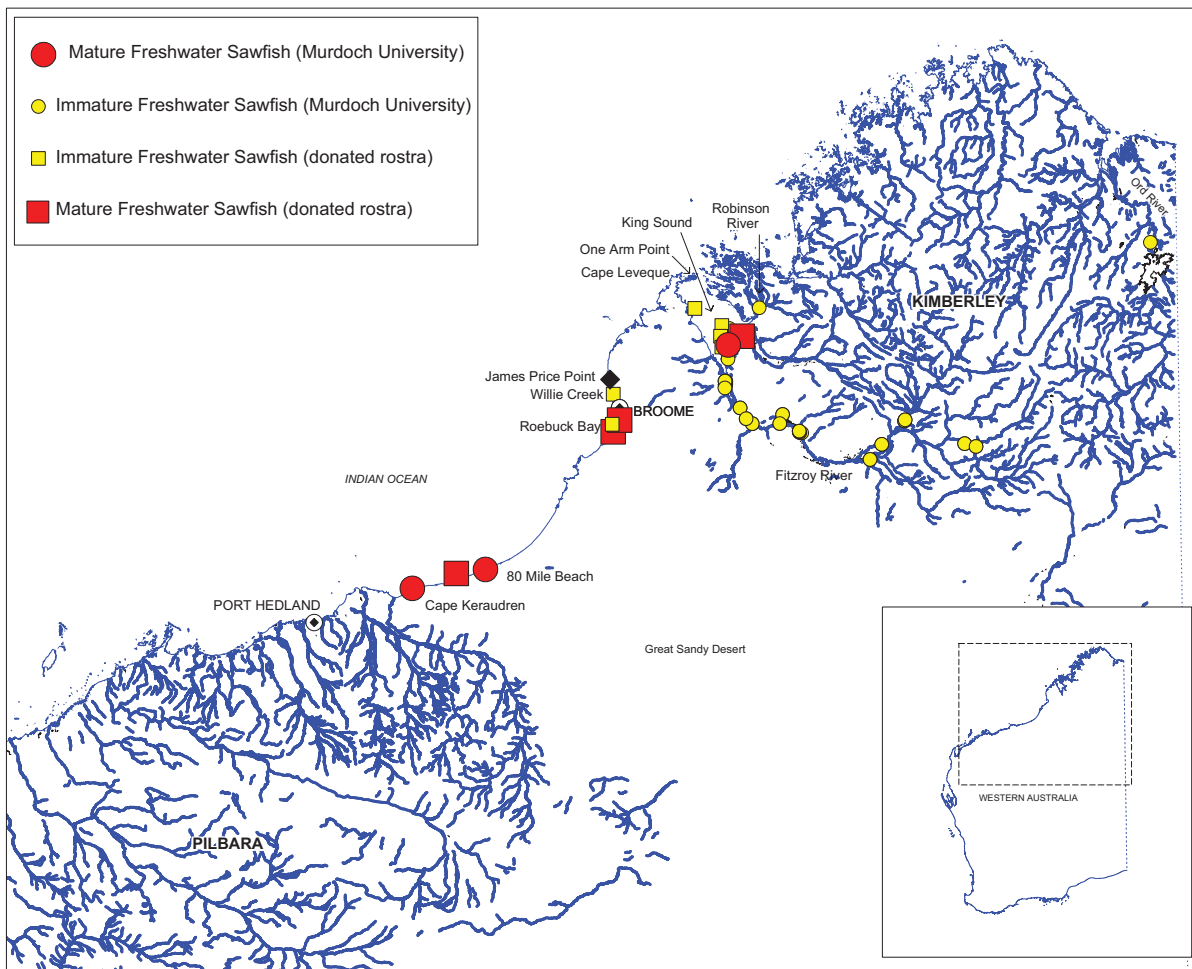 Mature Freshwater Sawfish (Murdoch University)
Immature Freshwater Sawfish (Murdoch University)
Immature Freshwater Sawfish (donated rostra)
Mature Freshwater Sawfish (donated rostra)
Ord River
King Sound
Robinson
River
One Arm Point
Cape Leveque
KIMBERLEY
James Price Point
Willie Creek
BROOME
Roebuck Bay
Fitzroy River
INDIAN OCEAN
80 Mile Beach
Cape Keraudren
PORT HEDLAND
Great Sandy Desert
PILBARA
WESTERN AUSTRALIA